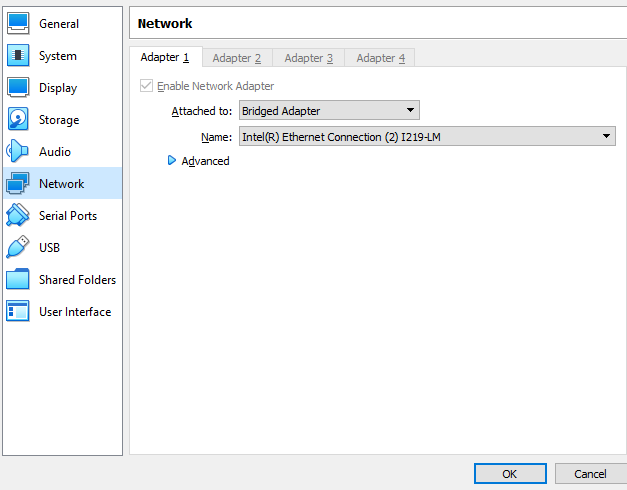 General
System
Display
Storage
Audio
Network
Serial Ports
USB
Shared Folders
User Interface
Network
Adapter 1 Adapter 2 Adapter 3 Adapter 4
Enable Network Adapter
Attached to: Bridged Adapter
Name: Intel(R) Ethernet Connection (2) I219-LM
Advanced
OK Cancel